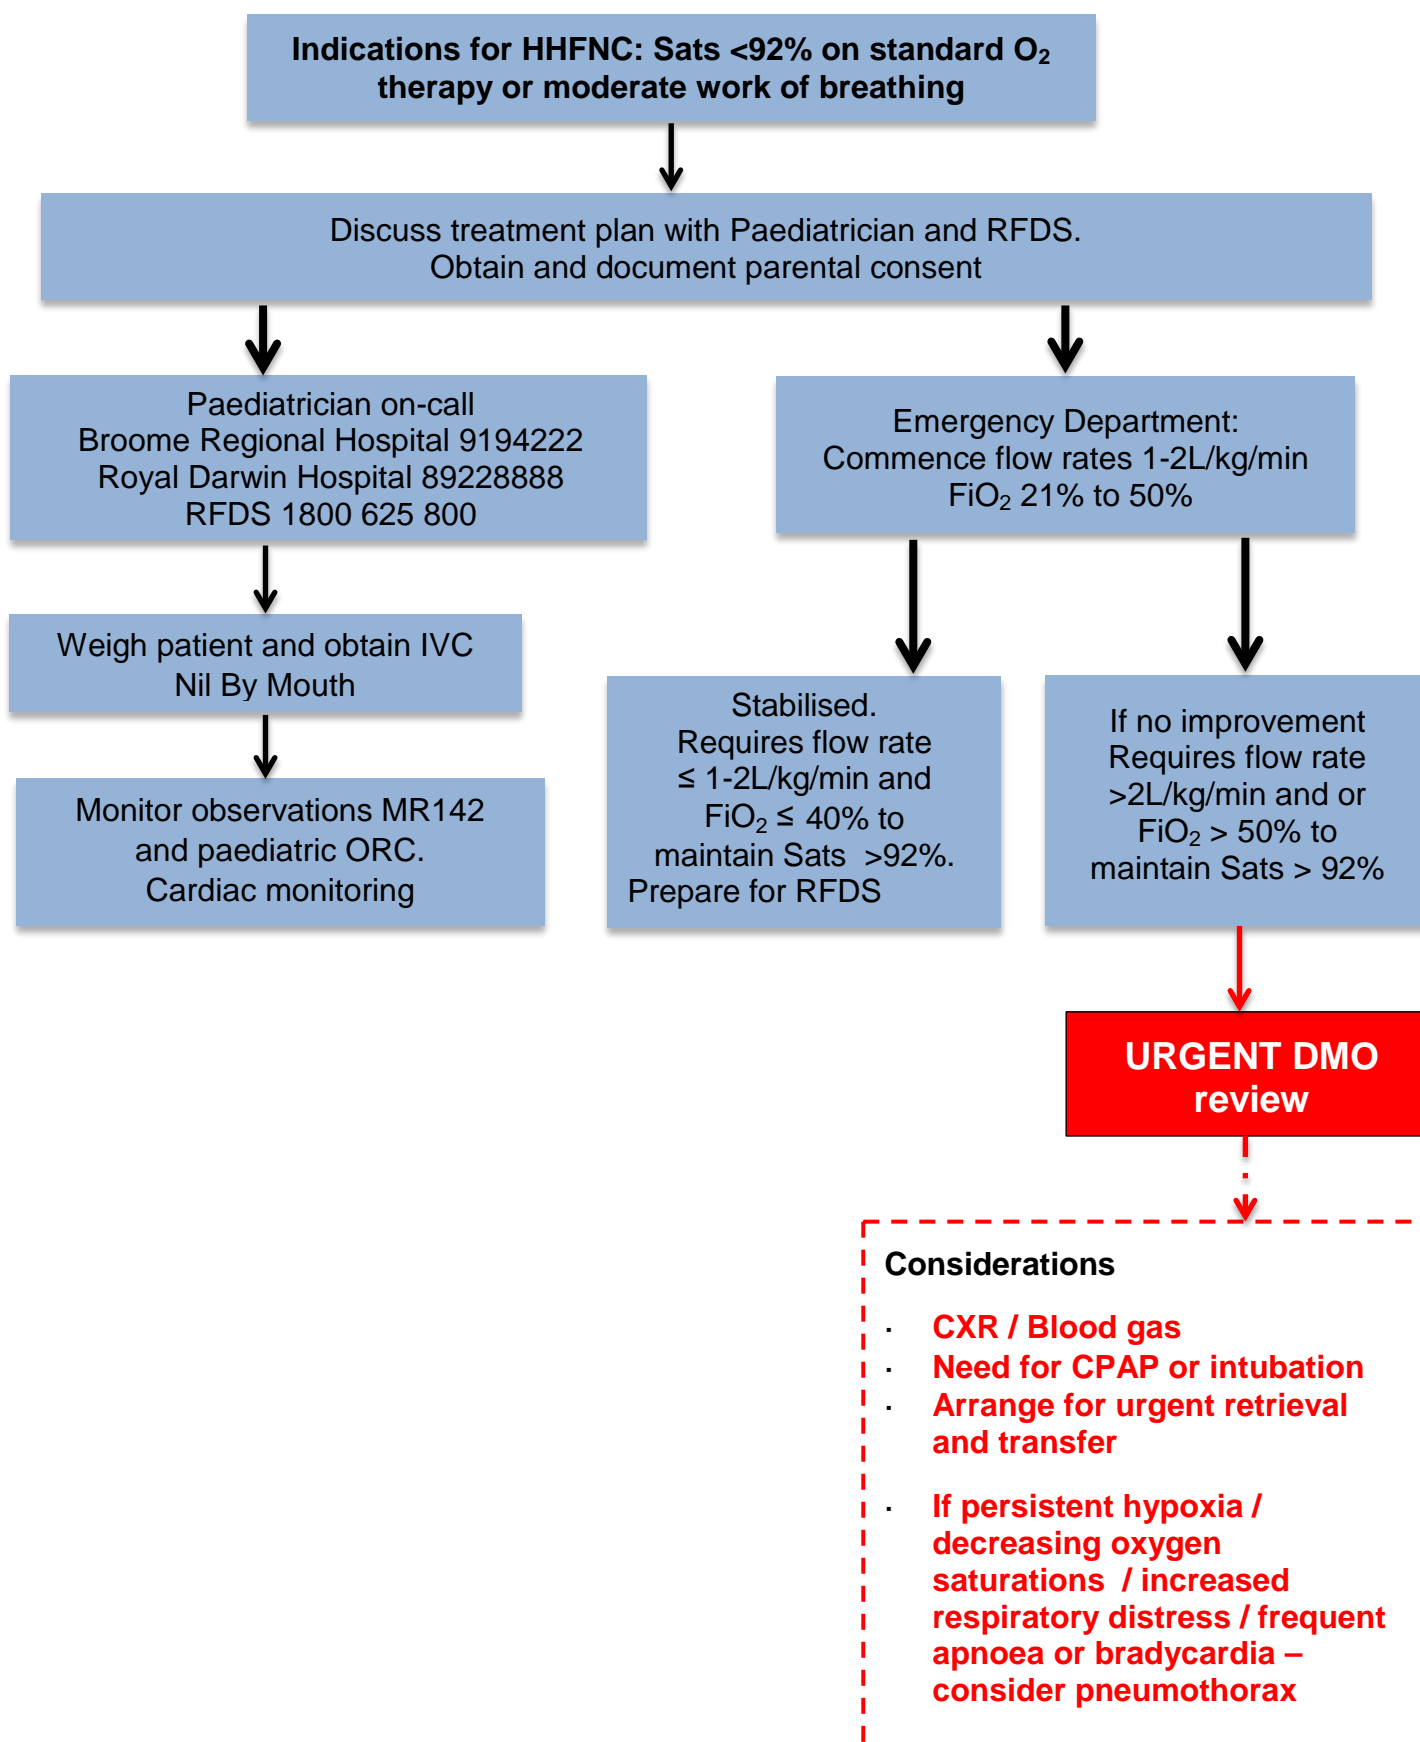 Indications for HHFNC: Sats <92% on standard O₂
therapy or moderate work of breathing
Discuss treatment plan with Paediatrician and RFDS.
Obtain and document parental consent
Paediatrician on-call
Broome Regional Hospital 9194222
Royal Darwin Hospital 89228888
RFDS 1800 625 800
Emergency Department:
Commence flow rates 1-2L/kg/min
FiO₂ 21% to 50%
Weigh patient and obtain IVC
Nil By Mouth
Monitor observations MR142
and paediatric ORC.
Cardiac monitoring
Stabilised.
Requires flow rate
≤ 1-2L/kg/min and
FiO₂ ≤ 40% to
maintain Sats >92%.
Prepare for RFDS
If no improvement
Requires flow rate
>2L/kg/min and or
FiO₂ > 50% to
maintain Sats > 92%
URGENT DMO
review
Considerations
· CXR / Blood gas
· Need for CPAP or intubation
· Arrange for urgent retrieval
and transfer
· If persistent hypoxia /
decreasing oxygen
saturations / increased
respiratory distress / frequent
apnoea or bradycardia –
consider pneumothorax